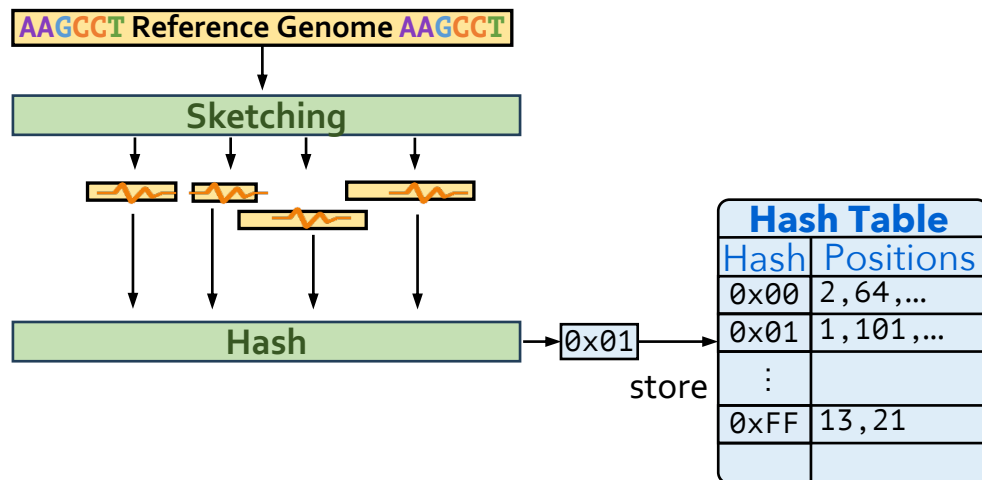 AAGCCT Reference Genome AAGCCT
Sketching
Hash
0x01
store
Hash Table
Hash Positions
0x00 2,64,…
0x01 1,101,…
⋮
0xFF 13,21